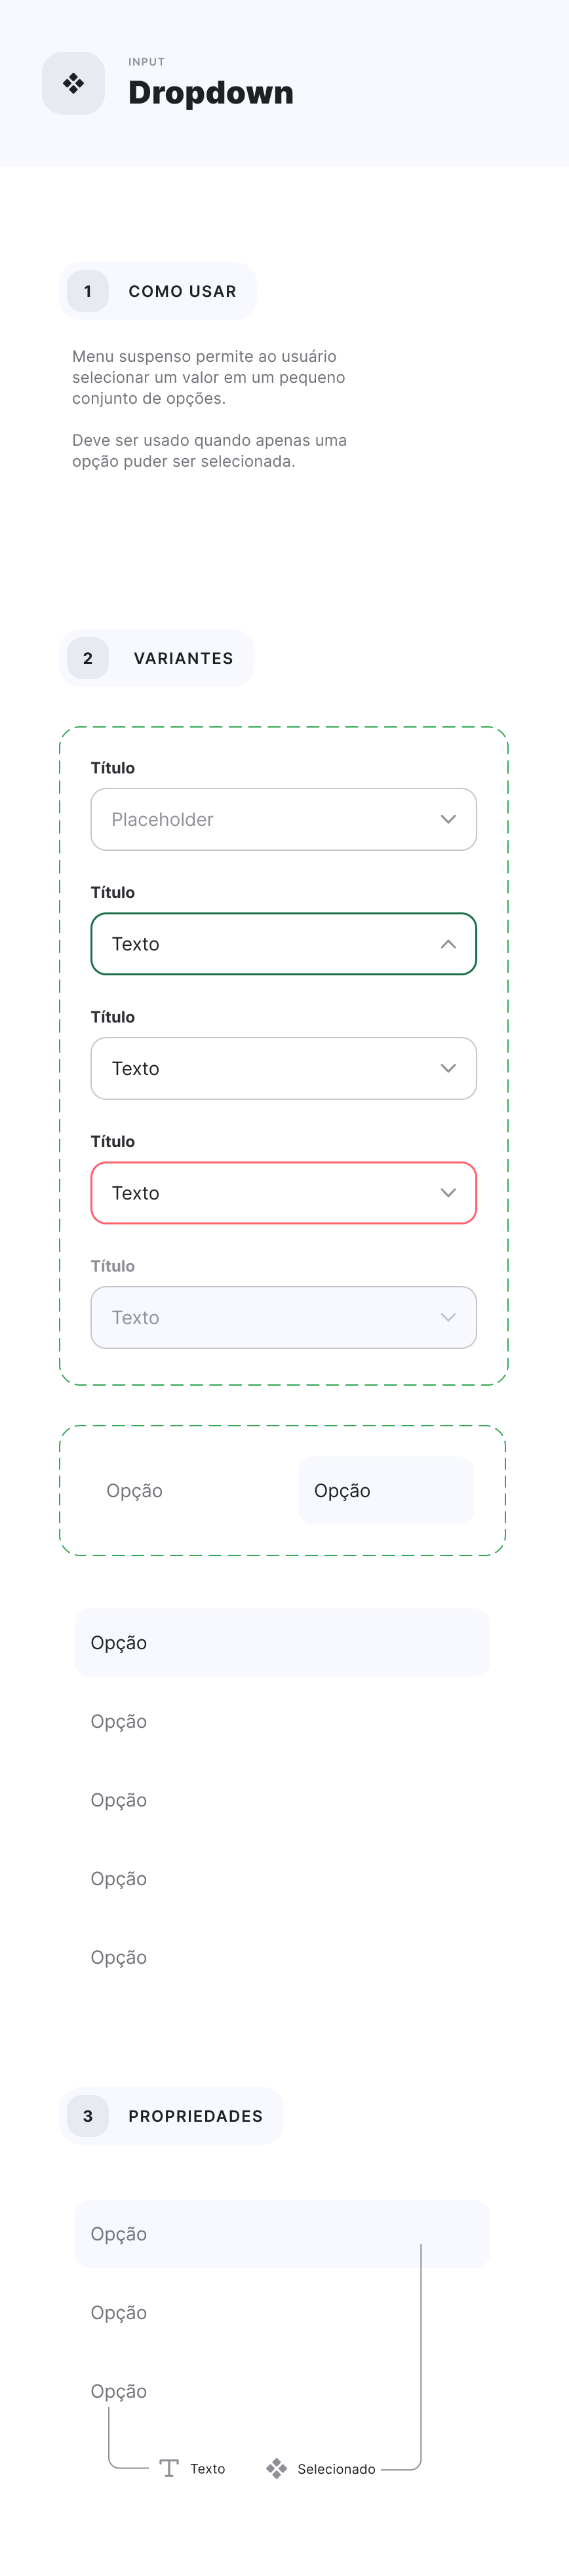 INPUT
Dropdown
1 COMO USAR
Menu suspenso permite ao usuário
selecionar um valor em um pequeno
conjunto de opções.
Deve ser usado quando apenas uma
opção puder ser selecionada.
2 VARIANTES
Título
Placeholder
Título
Texto
Título
Texto
Título
Texto
Título
Texto
Opção Opção
Opção
Opção
Opção
Opção
Opção
3 PROPRIEDADES
Opção
Opção
Opção
Texto Selecionado